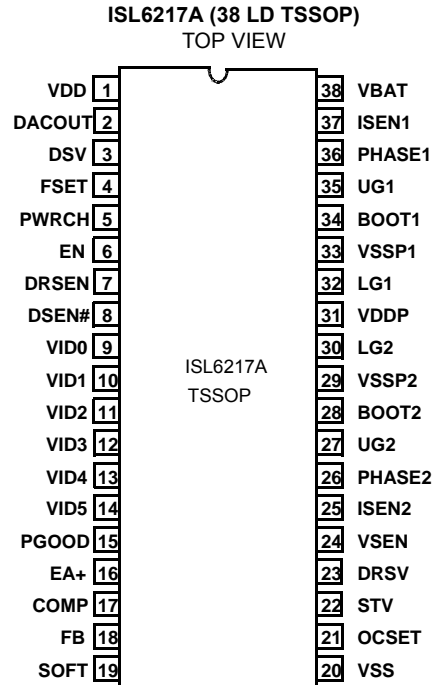 ISL6217A (38 LD TSSOP)
TOP VIEW
VDD 1 38 VBAT
DACOUT 2 37 ISEN1
DSV 3 36 PHASE1
FSET 4 35 UG1
PWRCH 5 34 BOOT1
EN 6 33 VSSP1
DRSEN 7 32 LG1
DSEN# 8 31 VDDP
VID0 9 30 LG2
VID1 10 29 VSSP2
VID2 11 28 BOOT2
VID3 12 27 UG2
VID4 13 26 PHASE2
VID5 14 25 ISEN2
PGOOD 15 24 VSEN
EA+ 16 23 DRSV
COMP 17 22 STV
FB 18 21 OCSET
SOFT 19 20 VSS
ISL6217A
TSSOP